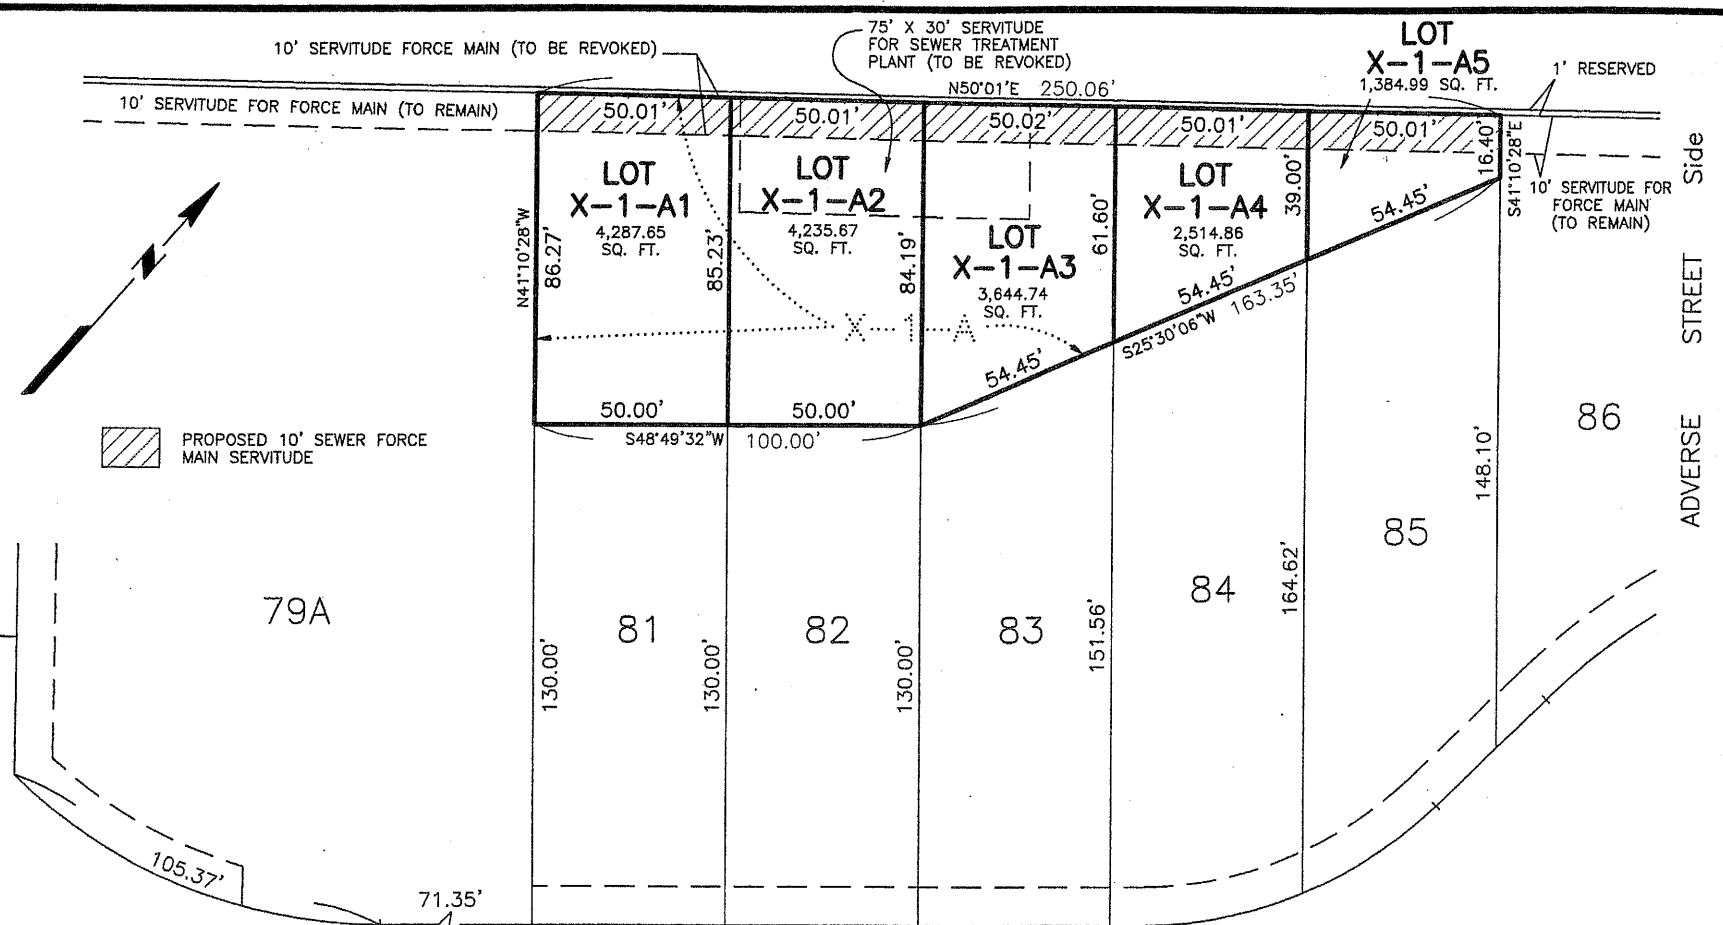 10' SERVITUDE FORCE MAIN (TO BE REVOKED)
75' X 30' SERVITUDE
FOR SEWER TREATMENT
PLANT (TO BE REVOKED)
LOT
X-1-A5
1,384.99 SQ. FT.
1' RESERVED
N50°01'E 250.06'
10' SERVITUDE FOR FORCE MAIN (TO REMAIN)
50.01'
50.01'
50.02'
50.01'
50.01'
LOT
X-1-A1
4,287.65
SQ. FT.
LOT
X-1-A2
4,235.67
SQ. FT.
LOT
X-1-A3
3,644.74
SQ. FT.
LOT
X-1-A4
2,514.86
SQ. FT.
N41°10'28"W
86.27'
85.23'
84.19'
61.60'
39.00'
16.40'
S41°10'28"E
10' SERVITUDE FOR
FORCE MAIN
(TO REMAIN)
54.45'
54.45'
54.45'
S25°30'06"W 163.35'
X-1-A
50.00'
50.00'
S48°49'32"W 100.00'
PROPOSED 10' SEWER FORCE
MAIN SERVITUDE
79A
81
82
83
84
85
86
130.00'
130.00'
130.00'
151.56'
164.62'
148.10'
ADVERSE STREET Side
105.37'
71.35'